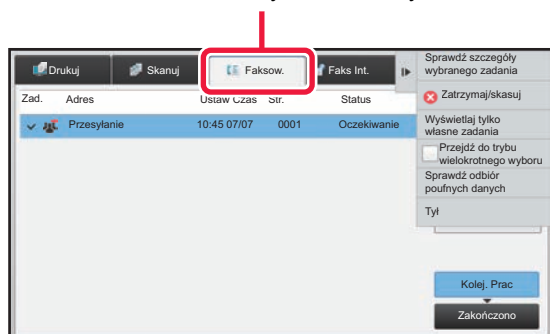 Drukuj
Skanuj
Faksow.
Faks Int.
Sprawdź szczegóły
wybranego zadania
Zatrzymaj/skasuj
Wyświetlaj tylko
własne zadania
Przejdź do trybu
wielokrotnego wyboru
Sprawdź odbiór
poufnych danych
Tył
Zad. Adres Ustaw Czas Str. Status
Przesyłanie 10:45 07/07 0001 Oczekiwanie
Kolej. Prac
Zakończono